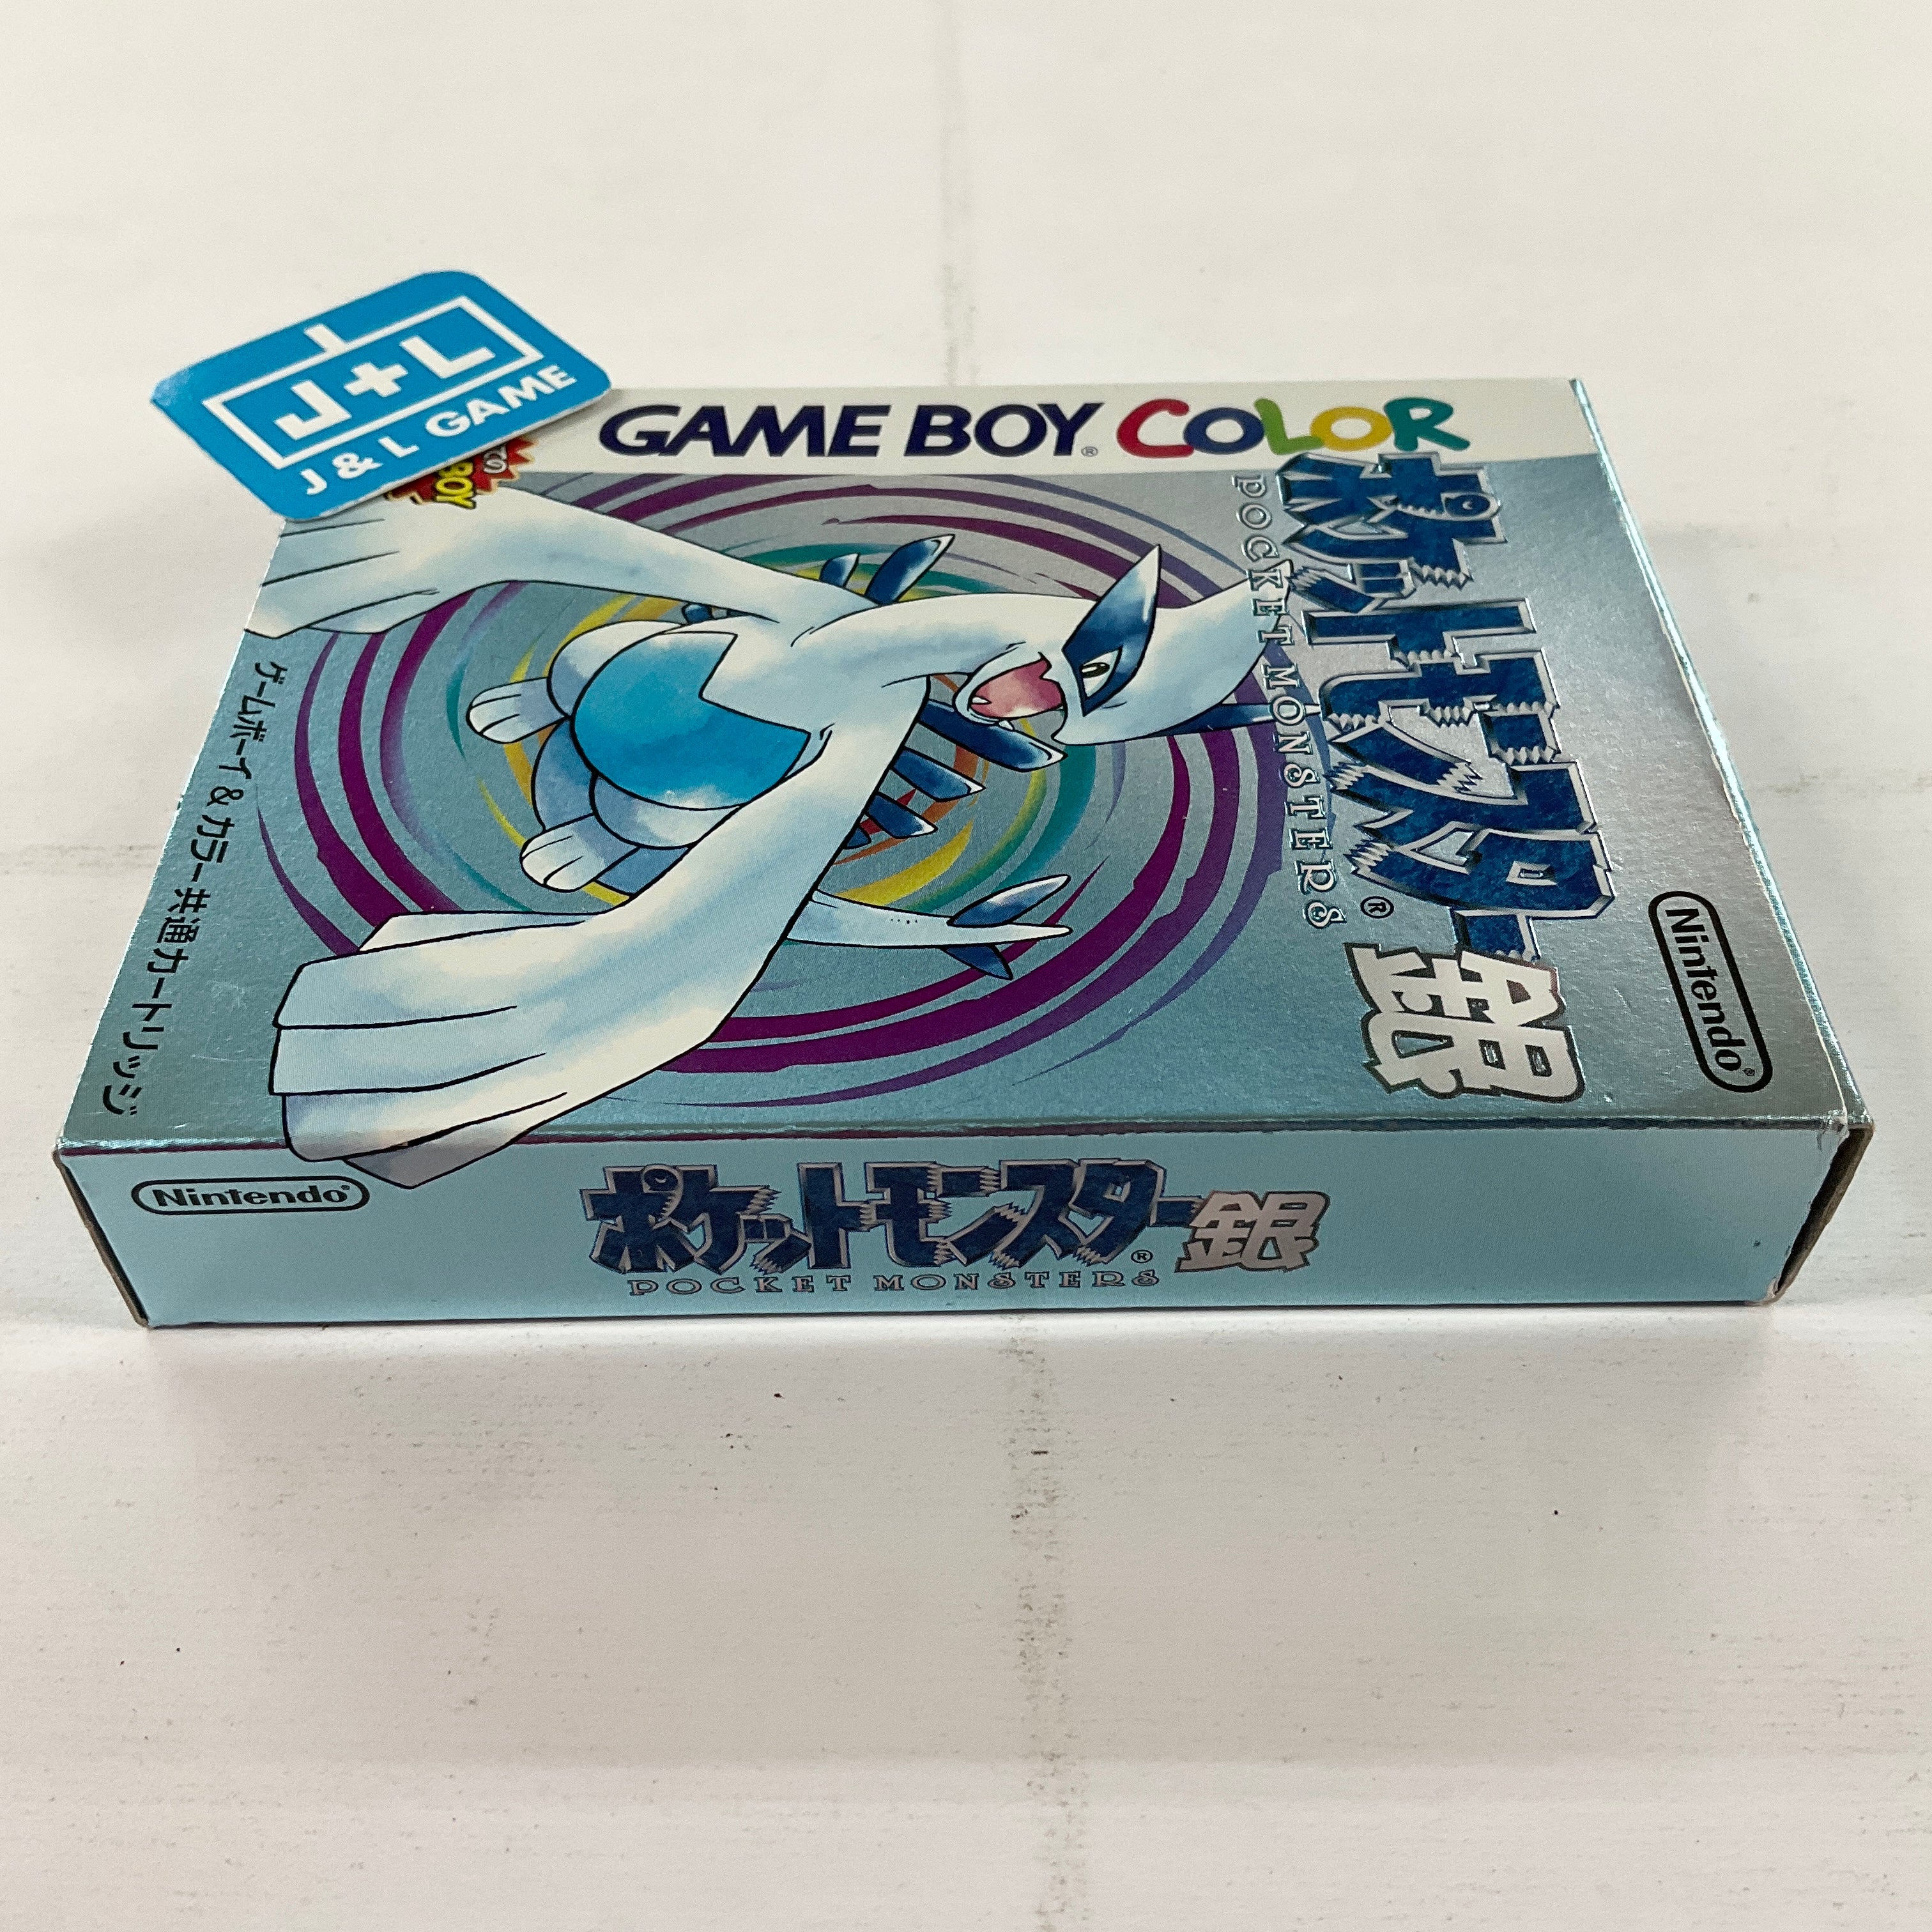 J+L
J & L GAME
TS
BOY
GAME BOY® COLOR
ポケットモンスター® 銀
POCKET MONSTERS
Nintendo®
ゲームボーイ&カラー共通カートリッジ
Nintendo®
ポケットモンスター® 銀
POCKET MONSTERS